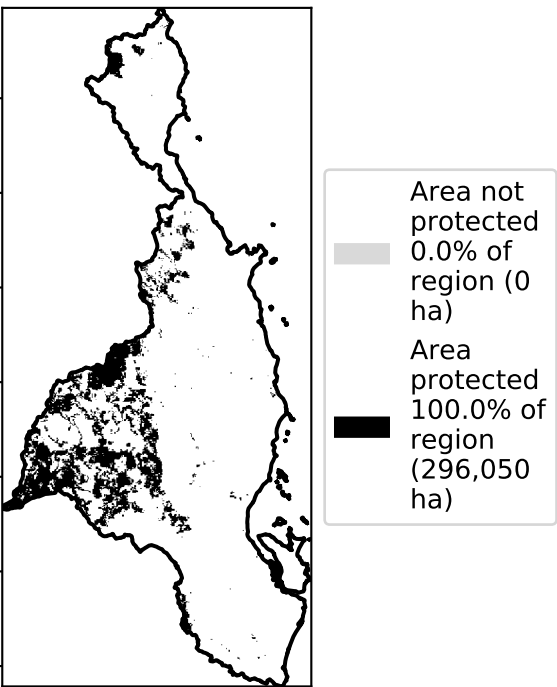 Area not
protected
0.0% of
region (0
ha)
Area
protected
100.0% of
region
(296,050
ha)